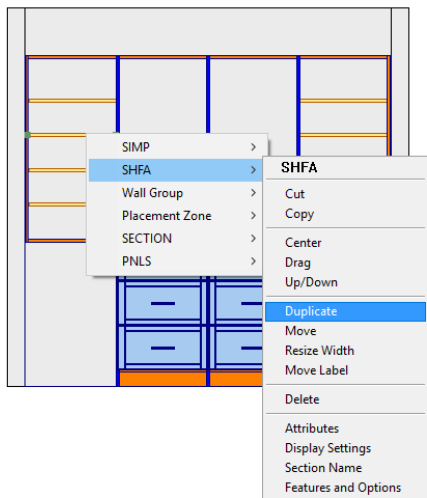 SIMP
SHFA
Wall Group
Placement Zone
SECTION
PNLS
SHFA
Cut
Copy
Center
Drag
Up/Down
Duplicate
Move
Resize Width
Move Label
Delete
Attributes
Display Settings
Section Name
Features and Options